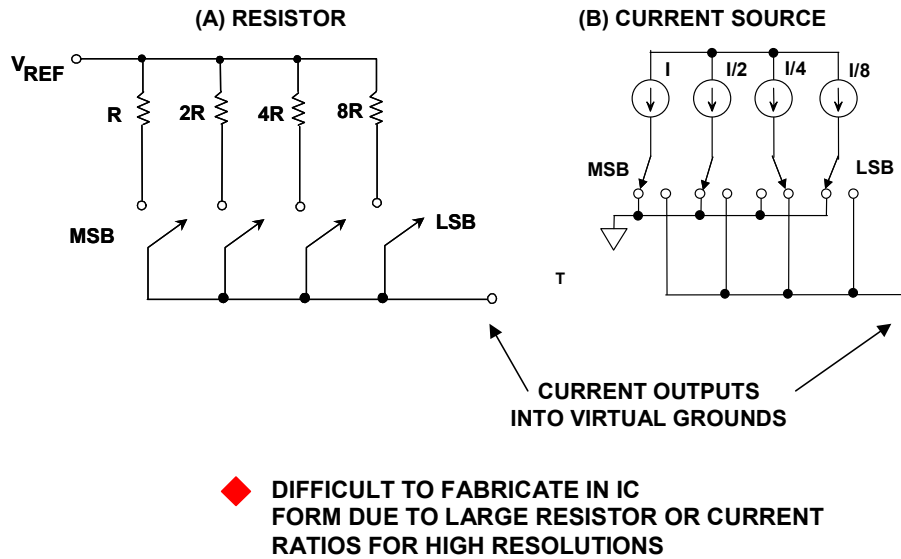 (A) RESISTOR
(B) CURRENT SOURCE
VREF
R
2R
4R
8R
MSB
LSB
I
I/2
I/4
I/8
MSB
LSB
T
CURRENT OUTPUTS
INTO VIRTUAL GROUNDS
DIFFICULT TO FABRICATE IN IC
FORM DUE TO LARGE RESISTOR OR CURRENT
RATIOS FOR HIGH RESOLUTIONS